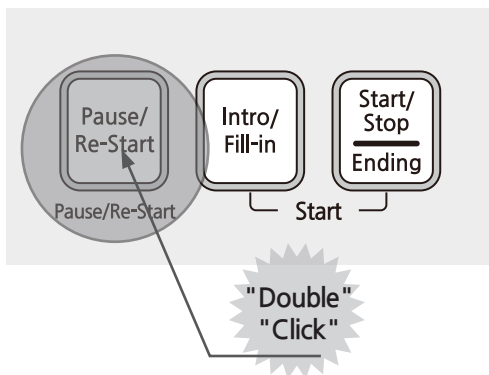 Pause/
Re-Start
Intro/
Fill-in
Start/
Stop
Ending
Pause/Re-Start
Start
"Double"
"Click"